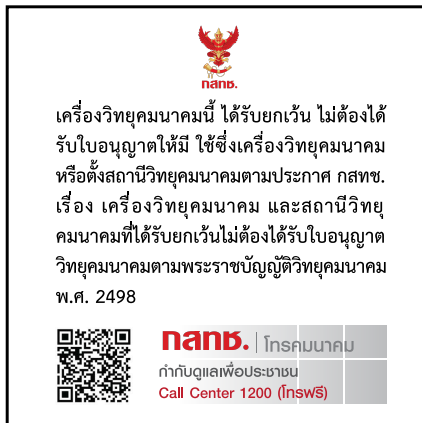 กสทช.
เครื่องวิทยุคมนาคมนี้ ได้รับยกเว้น ไม่ต้องได้
รับใบอนุญาตให้มี ใช้ซึ่งเครื่องวิทยุคมนาคม
หรือตั้งสถานีวิทยุคมนาคมตามประกาศ กสทช.
เรื่อง เครื่องวิทยุคมนาคม และสถานีวิทยุ
คมนาคมที่ได้รับยกเว้นไม่ต้องได้รับใบอนุญาต
วิทยุคมนาคมตามพระราชบัญญัติวิทยุคมนาคม
พ.ศ. 2498
กสทช. | โทรคมนาคม
กำกับดูแลเพื่อประชาชน
Call Center 1200 (โทรฟรี)